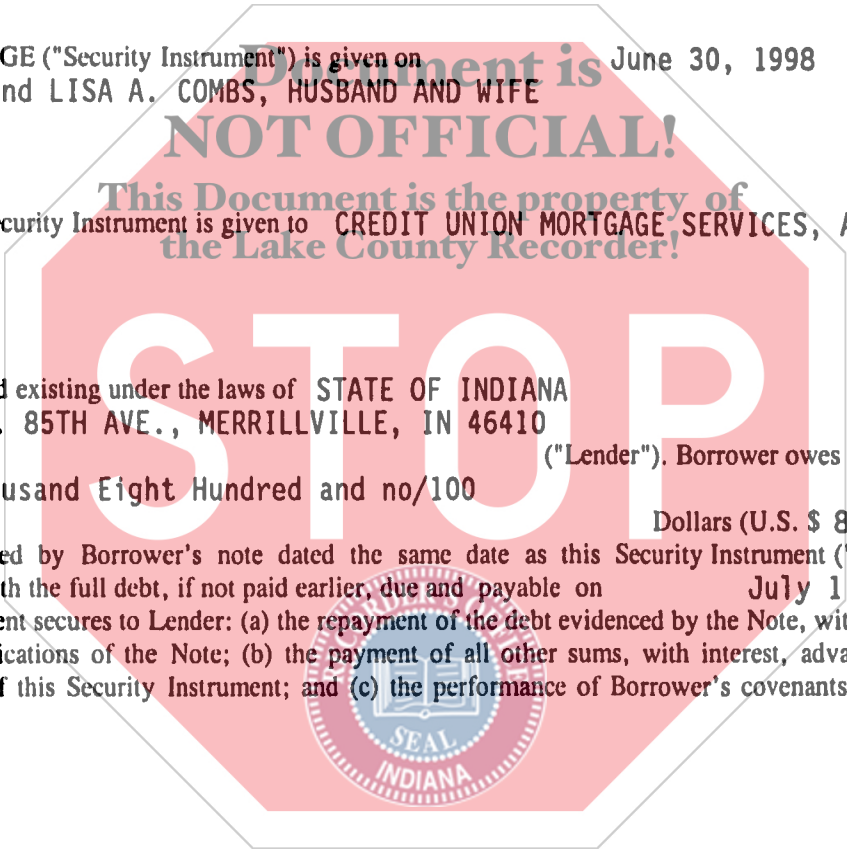 GE ("Security Instrument") is given on June 30, 1998
Document is
nd LISA A. COMBS, HUSBAND AND WIFE
NOT OFFICIAL!
This Document is the property of
curity Instrument is given to CREDIT UNION MORTGAGE SERVICES, A
the Lake County Recorder!
STOP
d existing under the laws of STATE OF INDIANA
. 85TH AVE., MERRILLVILLE, IN 46410
("Lender"). Borrower owes
usand Eight Hundred and no/100
Dollars (U.S. $ 8
ed by Borrower's note dated the same date as this Security Instrument ("
th the full debt, if not paid earlier, due and payable on July 1
ent secures to Lender: (a) the repayment of the debt evidenced by the Note, wit
ications of the Note; (b) the payment of all other sums, with interest, adva
f this Security Instrument; and (c) the performance of Borrower's covenants
RECORDER'S OFFICE
SEAL
INDIANA